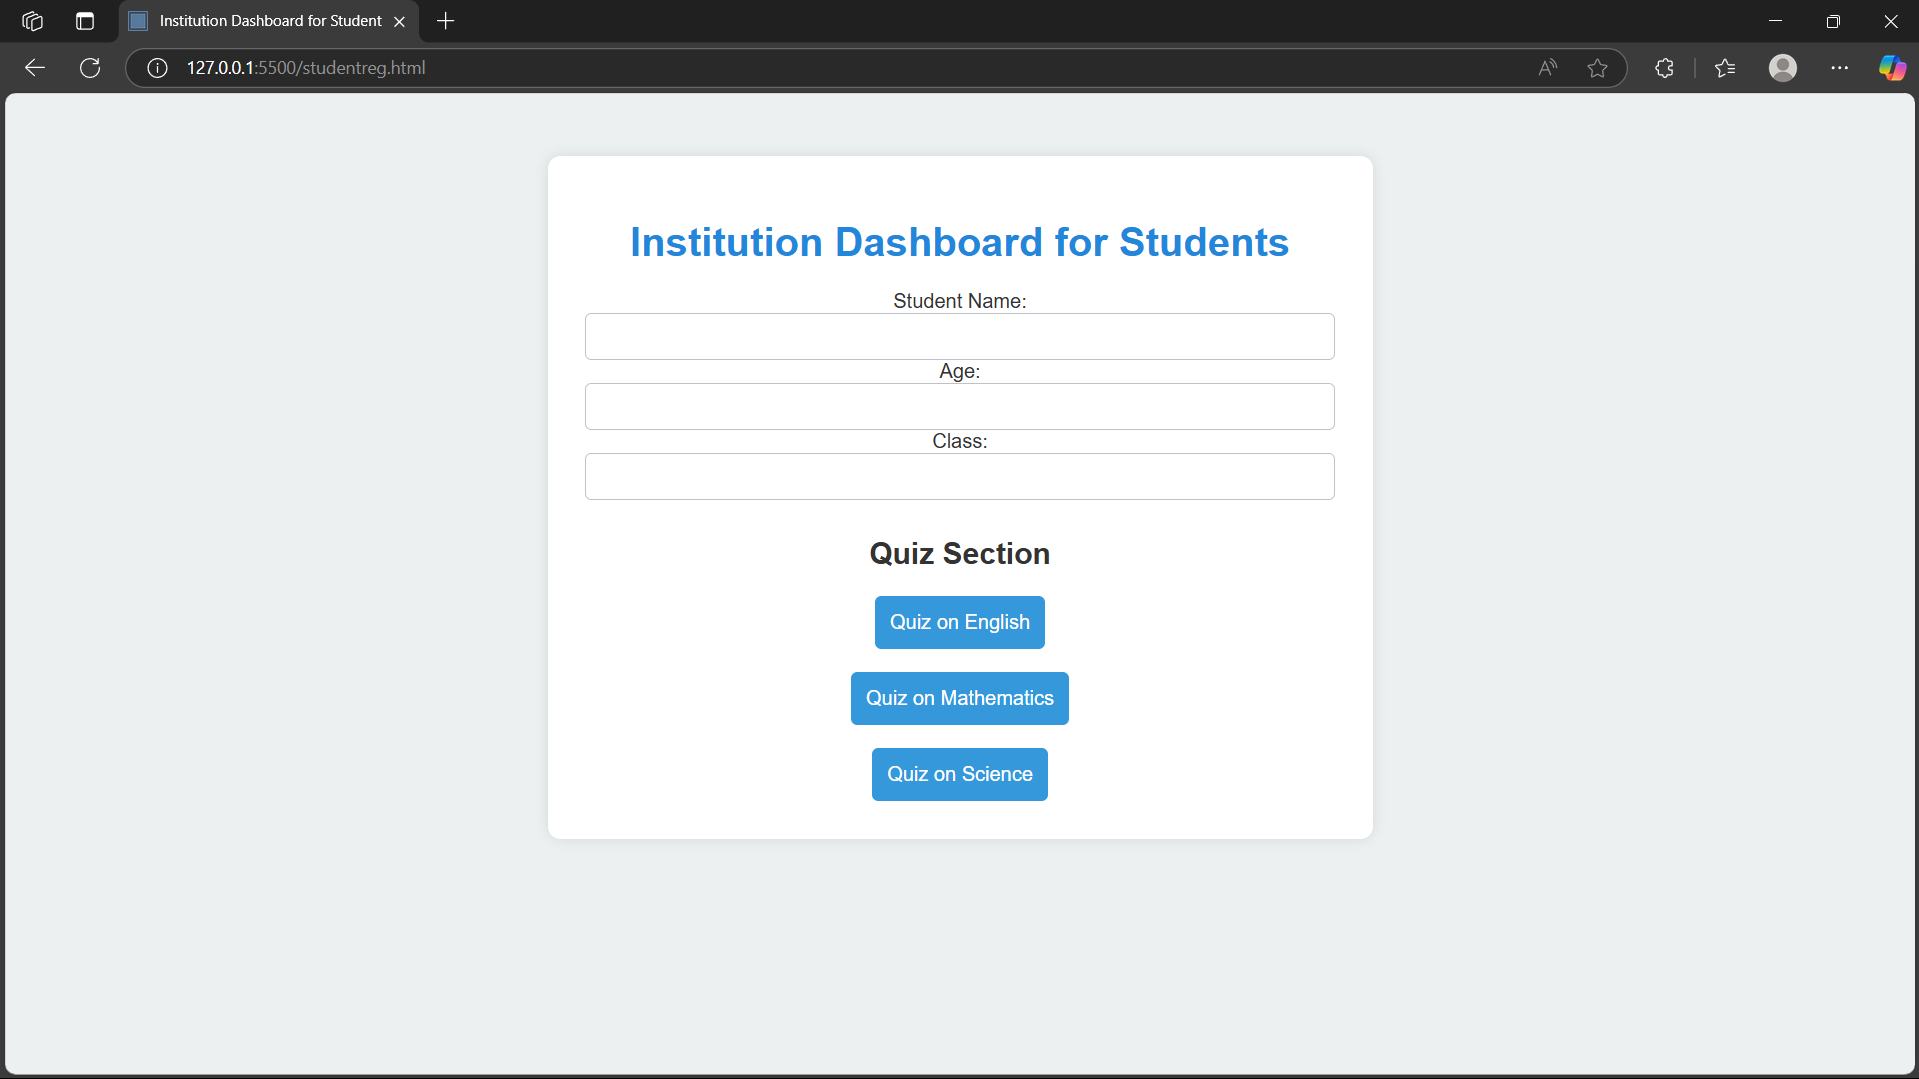 Institution Dashboard for Student
127.0.0.1:5500/studentreg.html
Institution Dashboard for Students
Student Name:
Age:
Class:
Quiz Section
Quiz on English
Quiz on Mathematics
Quiz on Science